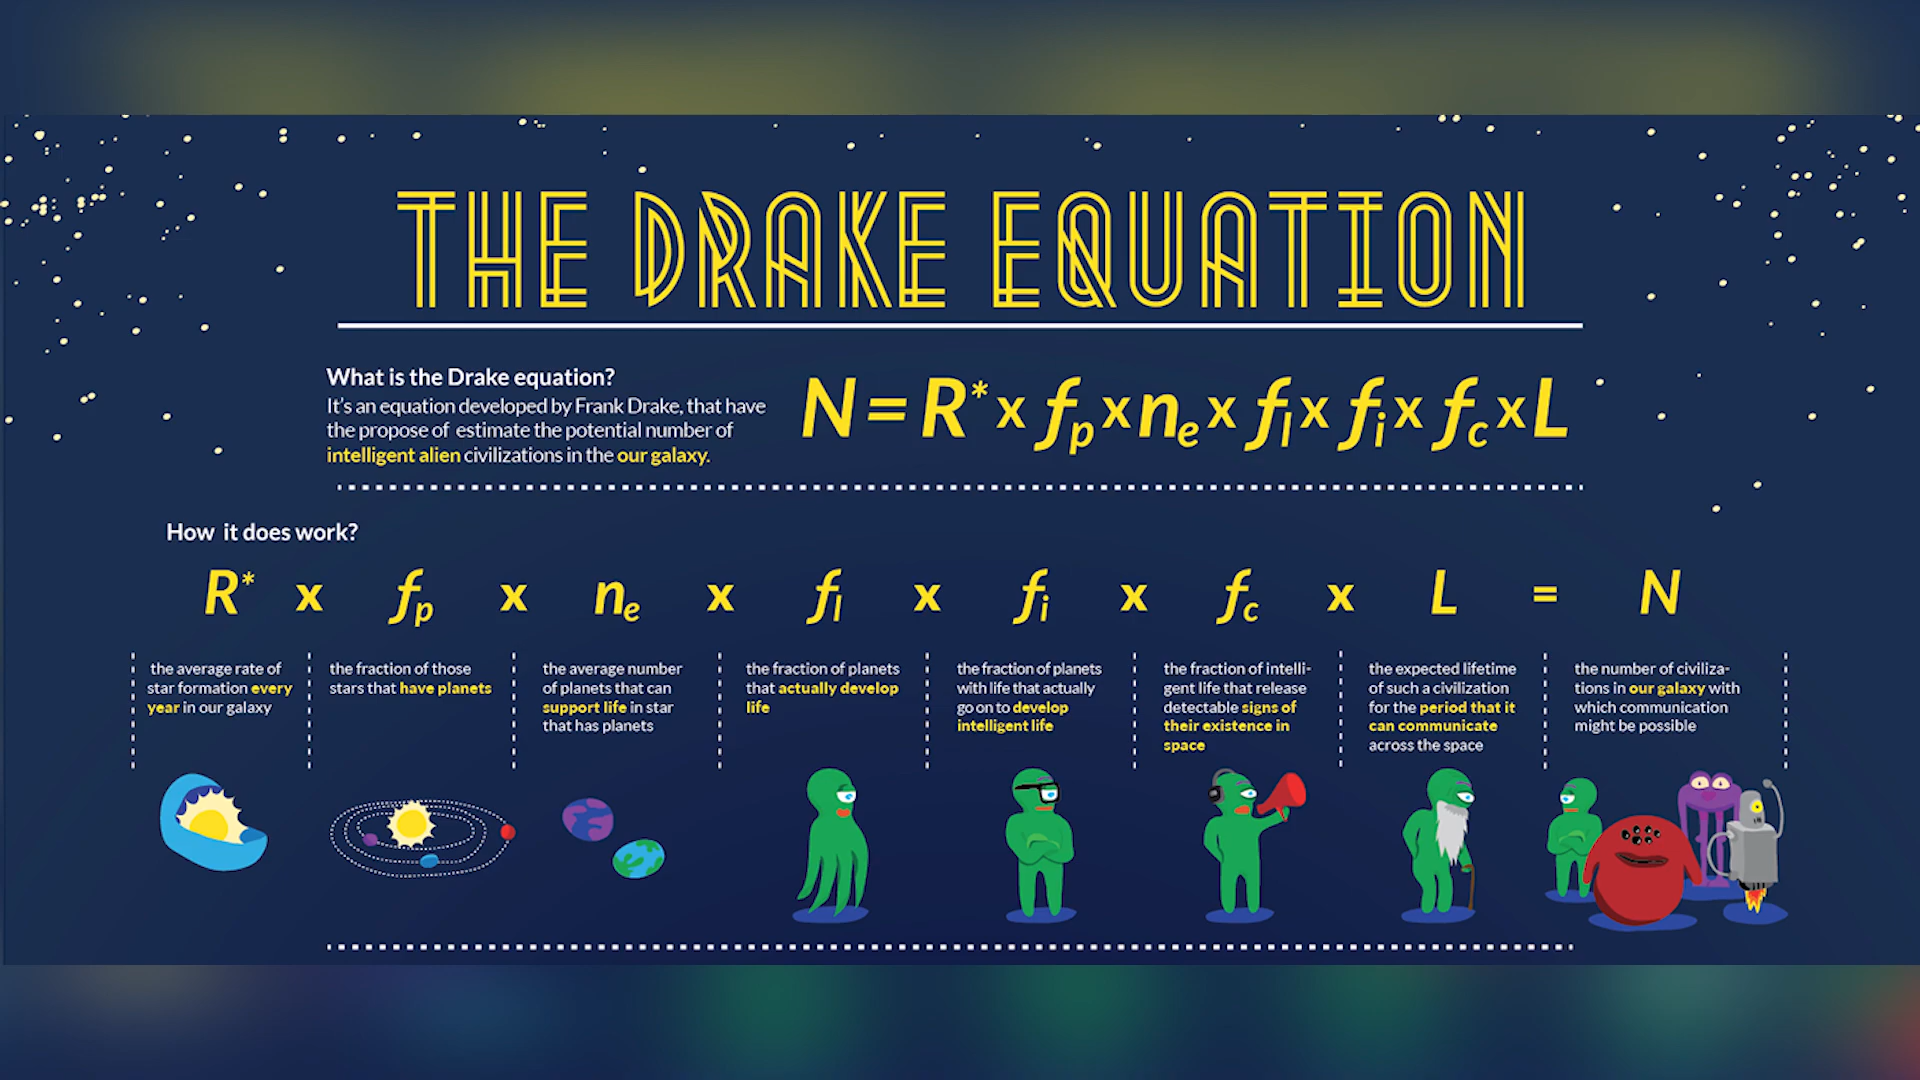 THE DRAKE EQUATION
What is the Drake equation?
It's an equation developed by Frank Drake, that have
the propose of estimate the potential number of
intelligent alien civilizations in the our galaxy.
N = R* x fp x ne x fl x fi x fc x L
How it does work?
R* x fp x ne x fl x fi x fc x L = N
the average rate of
star formation every
year in our galaxy
the fraction of those
stars that have planets
the average number
of planets that can
support life in star
that has planets
the fraction of planets
that actually develop
life
the fraction of planets
with life that actually
go on to develop
intelligent life
the fraction of intelli-
gent life that release
detectable signs of
their existence in
space
the expected lifetime
of such a civilization
for the period that it
can communicate
across the space
the number of civiliza-
tions in our galaxy with
which communication
might be possible